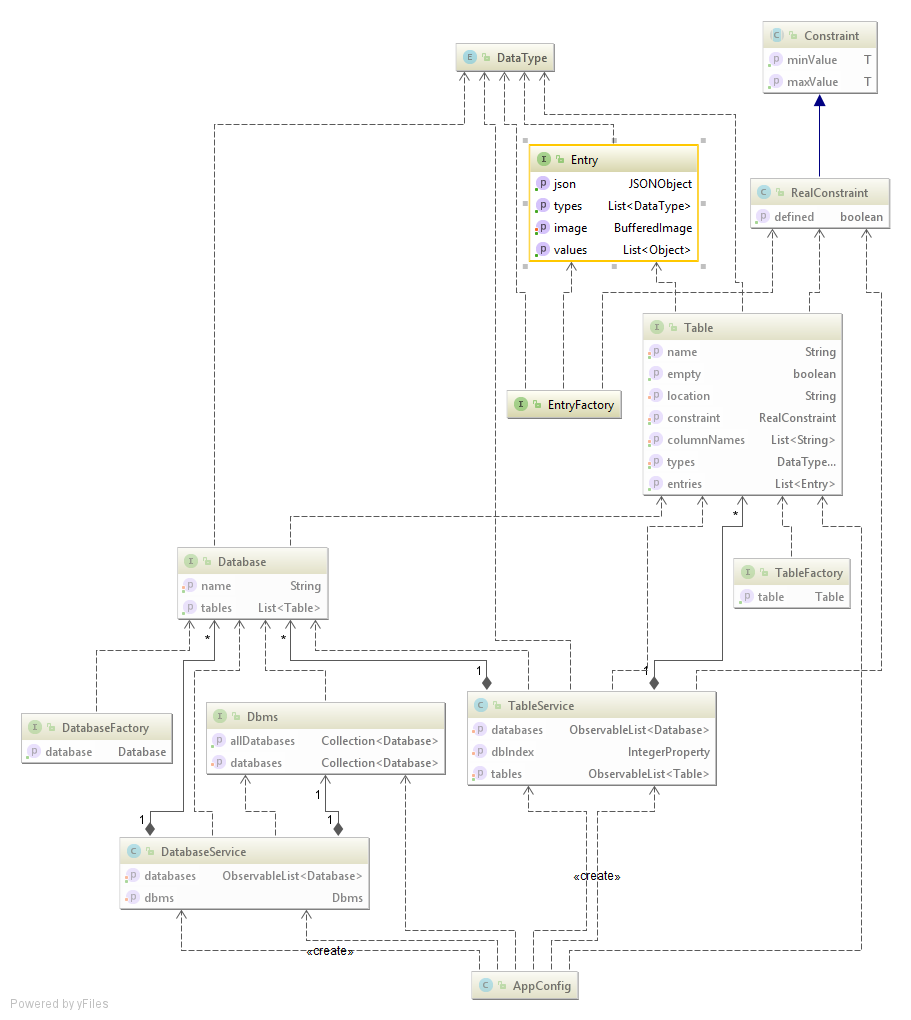 C Constraint
p minValue T
p maxValue T
E DataType
I Entry
p json JSONObject
p types List<DataType>
p image BufferedImage
p values List<Object>
C RealConstraint
p defined boolean
I Table
p name String
p empty boolean
p location String
p constraint RealConstraint
p columnNames List<String>
p types DataType...
p entries List<Entry>
I EntryFactory
*
I Database
p name String
p tables List<Table>
I TableFactory
p table Table
* *
1 1
I DatabaseFactory
p database Database
I Dbms
p allDatabases Collection<Database>
p databases Collection<Database>
C TableService
p databases ObservableList<Database>
p dbIndex IntegerProperty
p tables ObservableList<Table>
1
1 1
C DatabaseService
p databases ObservableList<Database>
p dbms Dbms
«create»
«create»
C AppConfig
Powered by yFiles